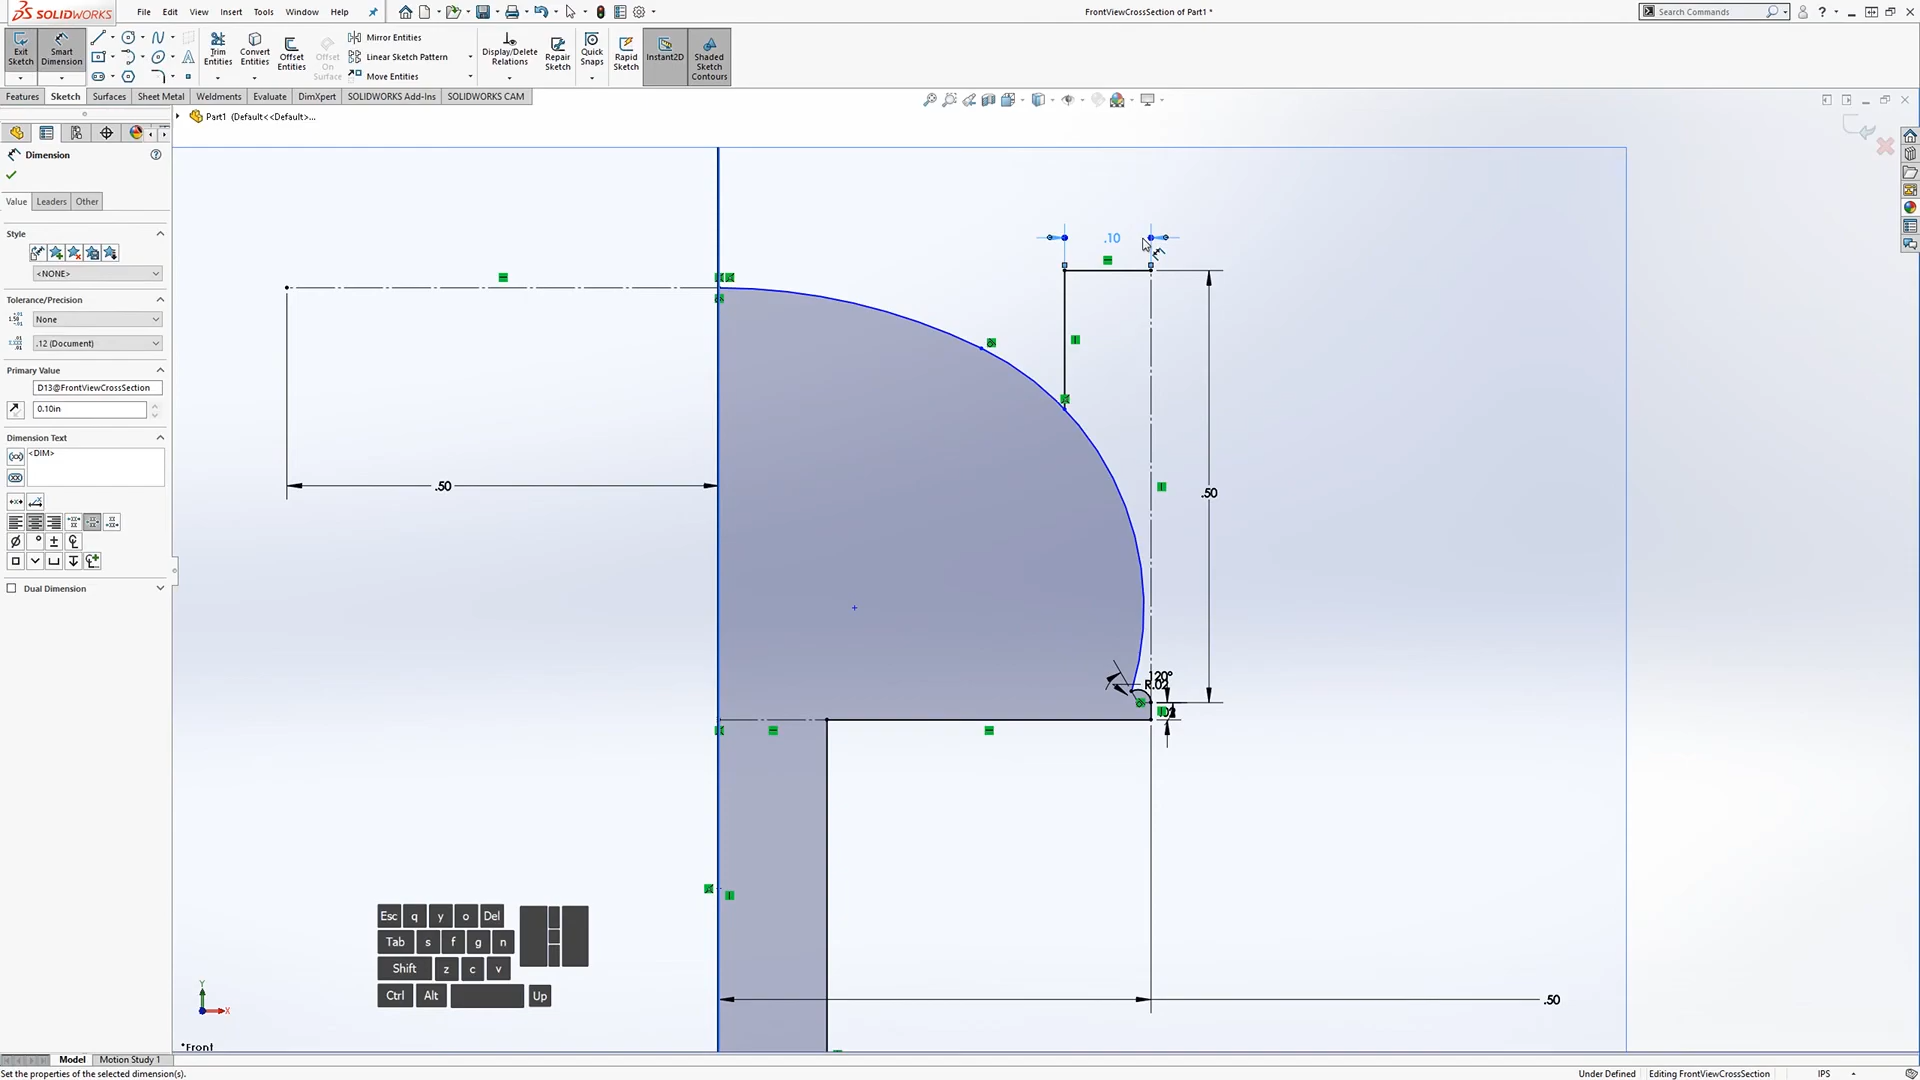 SOLIDWORKS
File
Edit
View
Insert
Tools
Window
Help
FrontViewCrossSection of Part1 *
Search Commands
Exit Sketch
Smart Dimension
Trim Entities
Convert Entities
Offset Entities
Offset On Surface
Mirror Entities
Linear Sketch Pattern
Move Entities
Display/Delete Relations
Repair Sketch
Quick Snaps
Rapid Sketch
Instant2D
Shaded Sketch Contours
Features
Sketch
Surfaces
Sheet Metal
Weldments
Evaluate
DimXpert
SOLIDWORKS Add-Ins
SOLIDWORKS CAM
Part1 (Default<<Default>...
Dimension
Value
Leaders
Other
Style
<NONE>
Tolerance/Precision
None
.12 (Document)
Primary Value
D13@FrontViewCrossSection
0.10in
Dimension Text
<DIM>
Dual Dimension
.10
.50
.50
120°
R.02
.50
Esc q y o Del
Tab s f g n
Shift z c v
Ctrl Alt Up
Y
X
*Front
Model
Motion Study 1
Set the properties of the selected dimension(s).
Under Defined
Editing FrontViewCrossSection
IPS